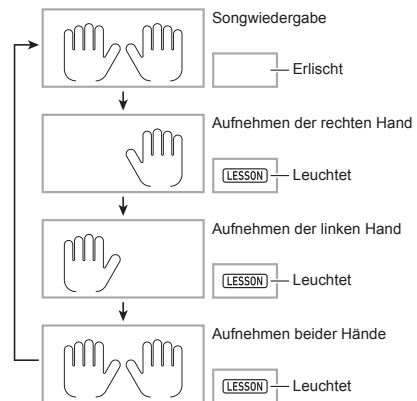 Songwiedergabe
Erlischt
Aufnehmen der rechten Hand
LESSON Leuchtet
Aufnehmen der linken Hand
LESSON Leuchtet
Aufnehmen beider Hände
LESSON Leuchtet